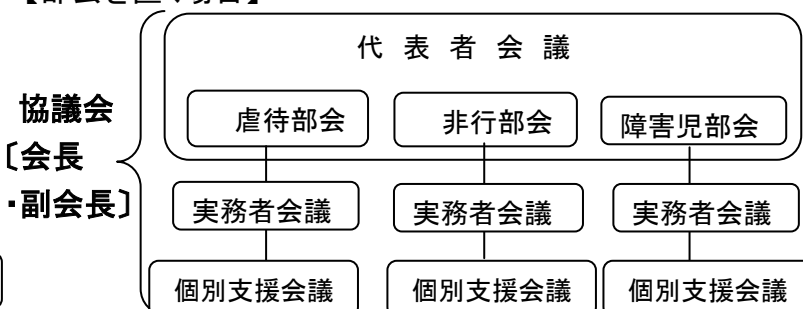 【部会を置く場合】
代表者会議
協議会
〔会長
・副会長〕
虐待部会 非行部会 障害児部会
実務者会議 実務者会議 実務者会議
個別支援会議 個別支援会議 個別支援会議